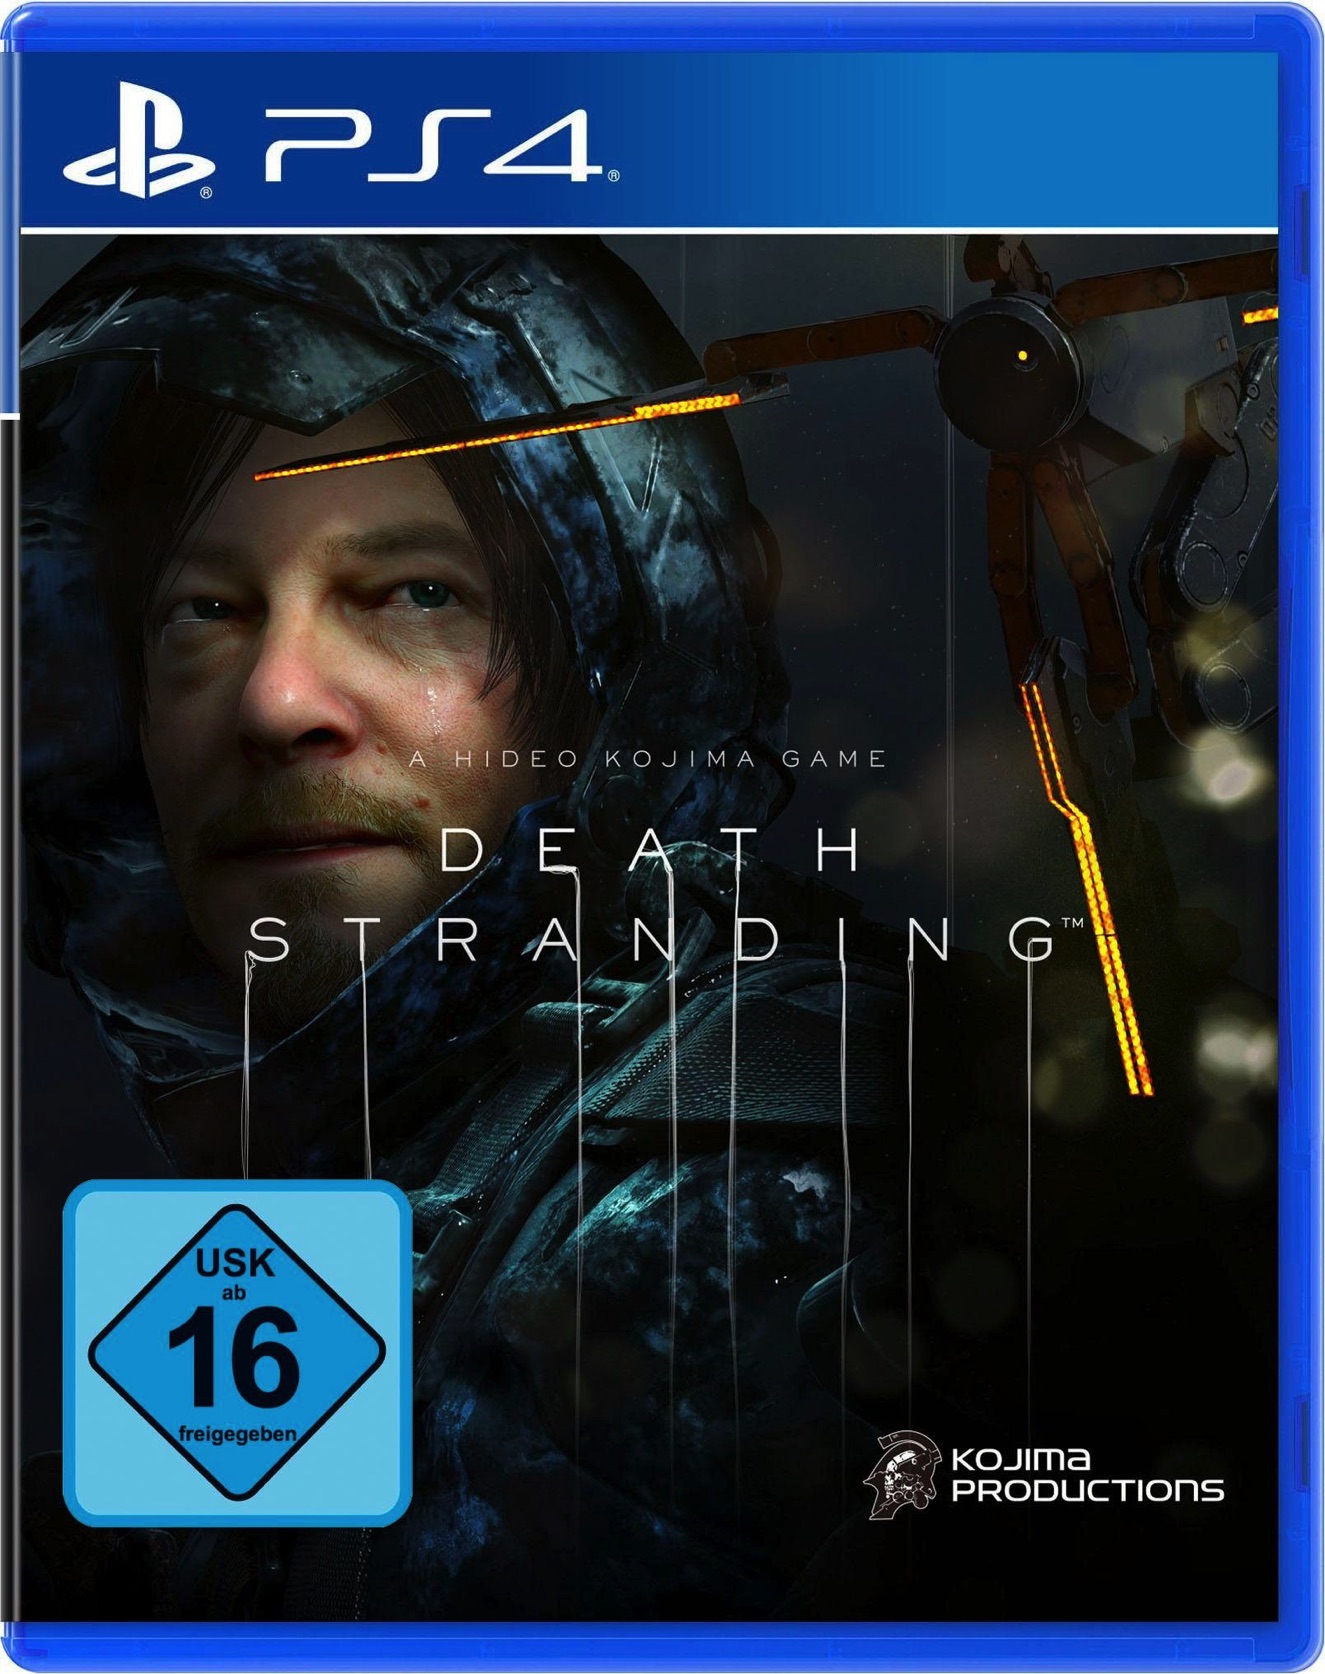 PS4
A HIDEO KOJIMA GAME
DEATH
STRANDING™
USK
ab
16
freigegeben
KOJIMA
PRODUCTIONS